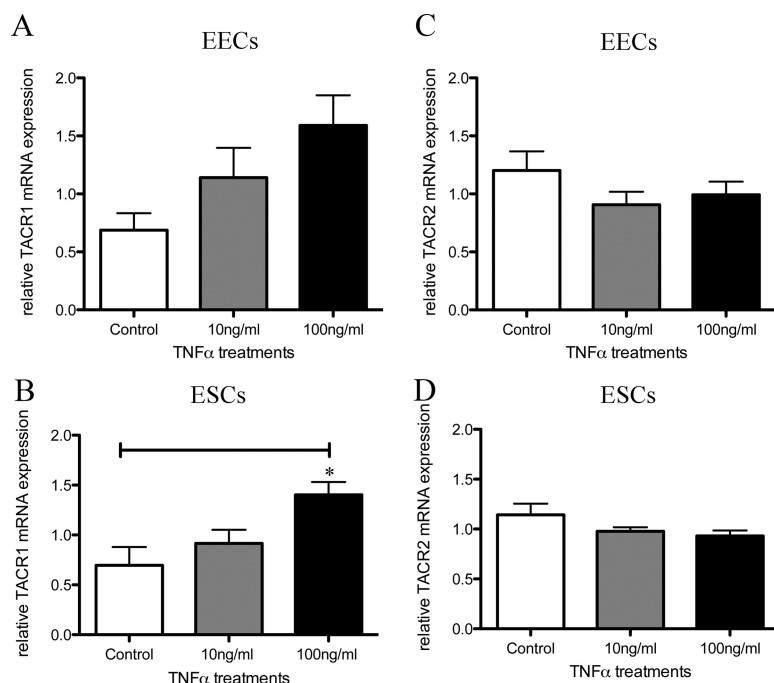 A
EECs
relative TACR1 mRNA expression
2.0
1.5
1.0
0.5
0.0
Control 10ng/ml 100ng/ml
TNFα treatments
C
EECs
relative TACR2 mRNA expression
2.0
1.5
1.0
0.5
0.0
Control 10ng/ml 100ng/ml
TNFα treatments
B
ESCs
relative TACR1 mRNA expression
2.0
1.5
1.0
0.5
0.0
*
Control 10ng/ml 100ng/ml
TNFα treatments
D
ESCs
relative TACR2 mRNA expression
2.0
1.5
1.0
0.5
0.0
Control 10ng/ml 100ng/ml
TNFα treatments